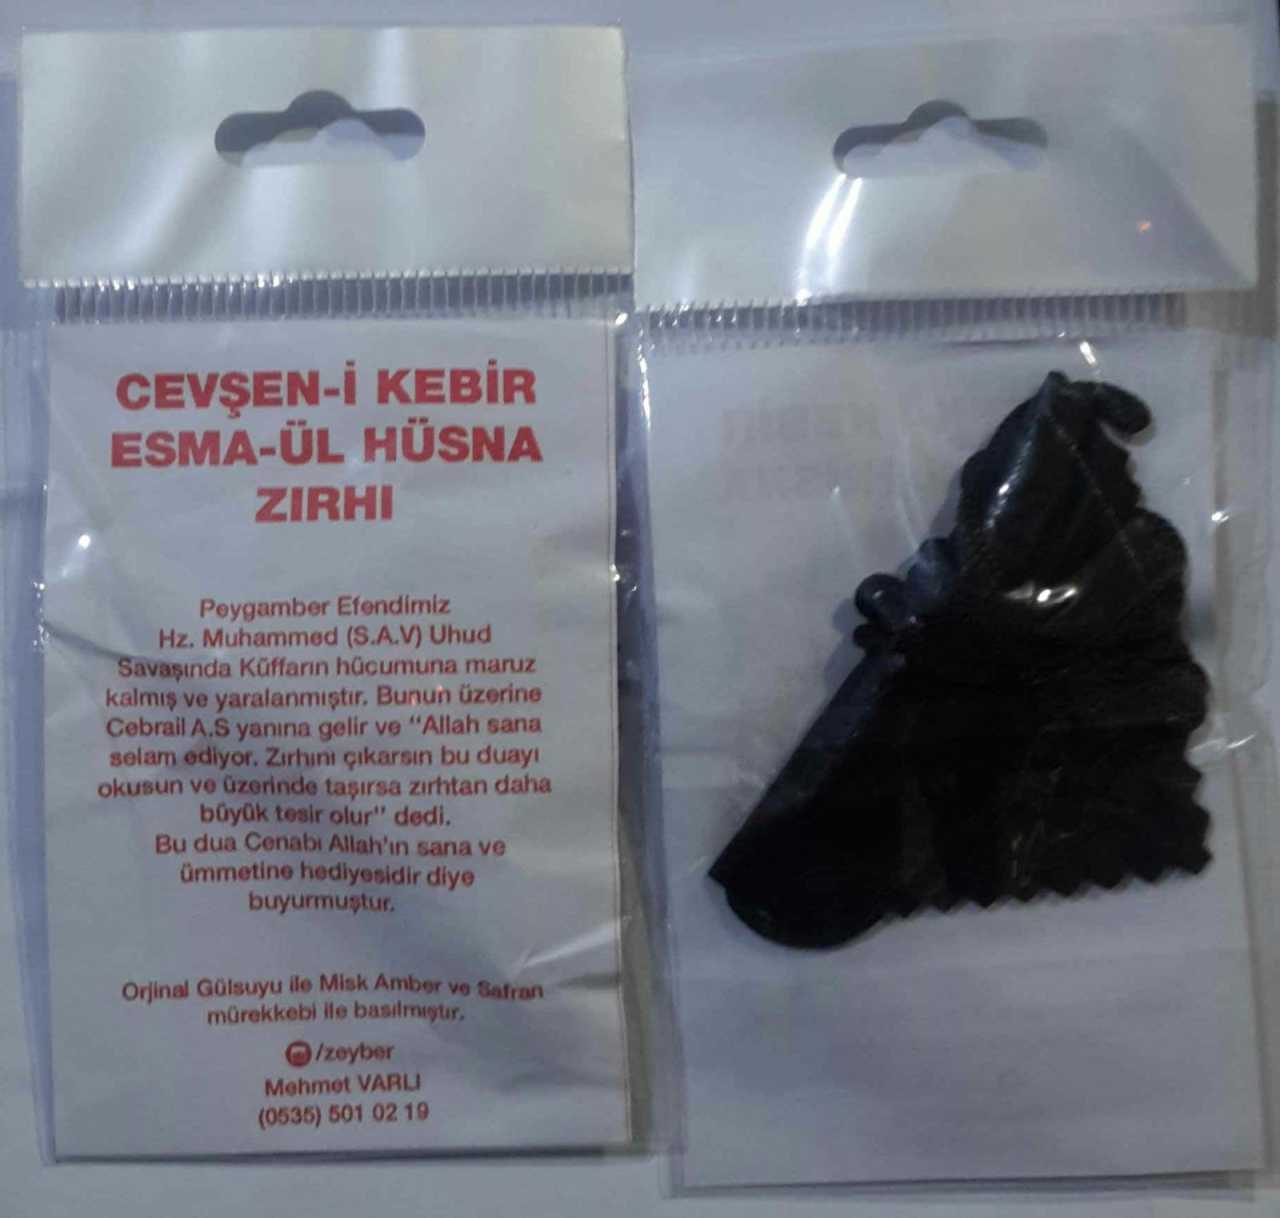 CEVŞEN-İ KEBİR
ESMA-ÜL HÜSNA
ZIRHI
Peygamber Efendimiz
Hz. Muhammed (S.A.V) Uhud
Savaşında Küffarın hücumuna maruz
kalmış ve yaralanmıştır. Bunun üzerine
Cebrail A.S yanına gelir ve "Allah sana
selam ediyor. Zırhını çıkarsın bu duayı
okusun ve üzerinde taşırsa zırhtan daha
büyük tesir olur" dedi.
Bu dua Cenabı Allah'ın sana ve
ümmetine hediyesidir diye
buyurmuştur.
Orjinal Gülsuyu ile Misk Amber ve Safran
mürekkebi ile basılmıştır.
/zeyber
Mehmet VARLI
(0535) 501 02 19